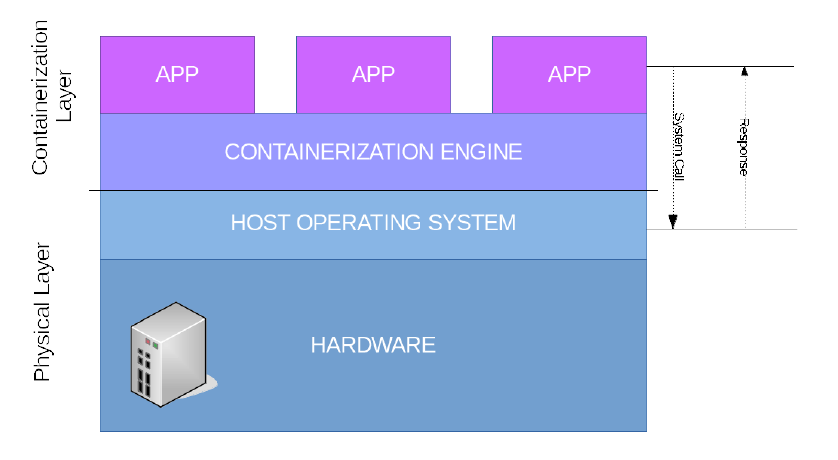 Containerization
Layer
APP
APP
APP
CONTAINERIZATION ENGINE
System Call
Response
HOST OPERATING SYSTEM
Physical Layer
HARDWARE